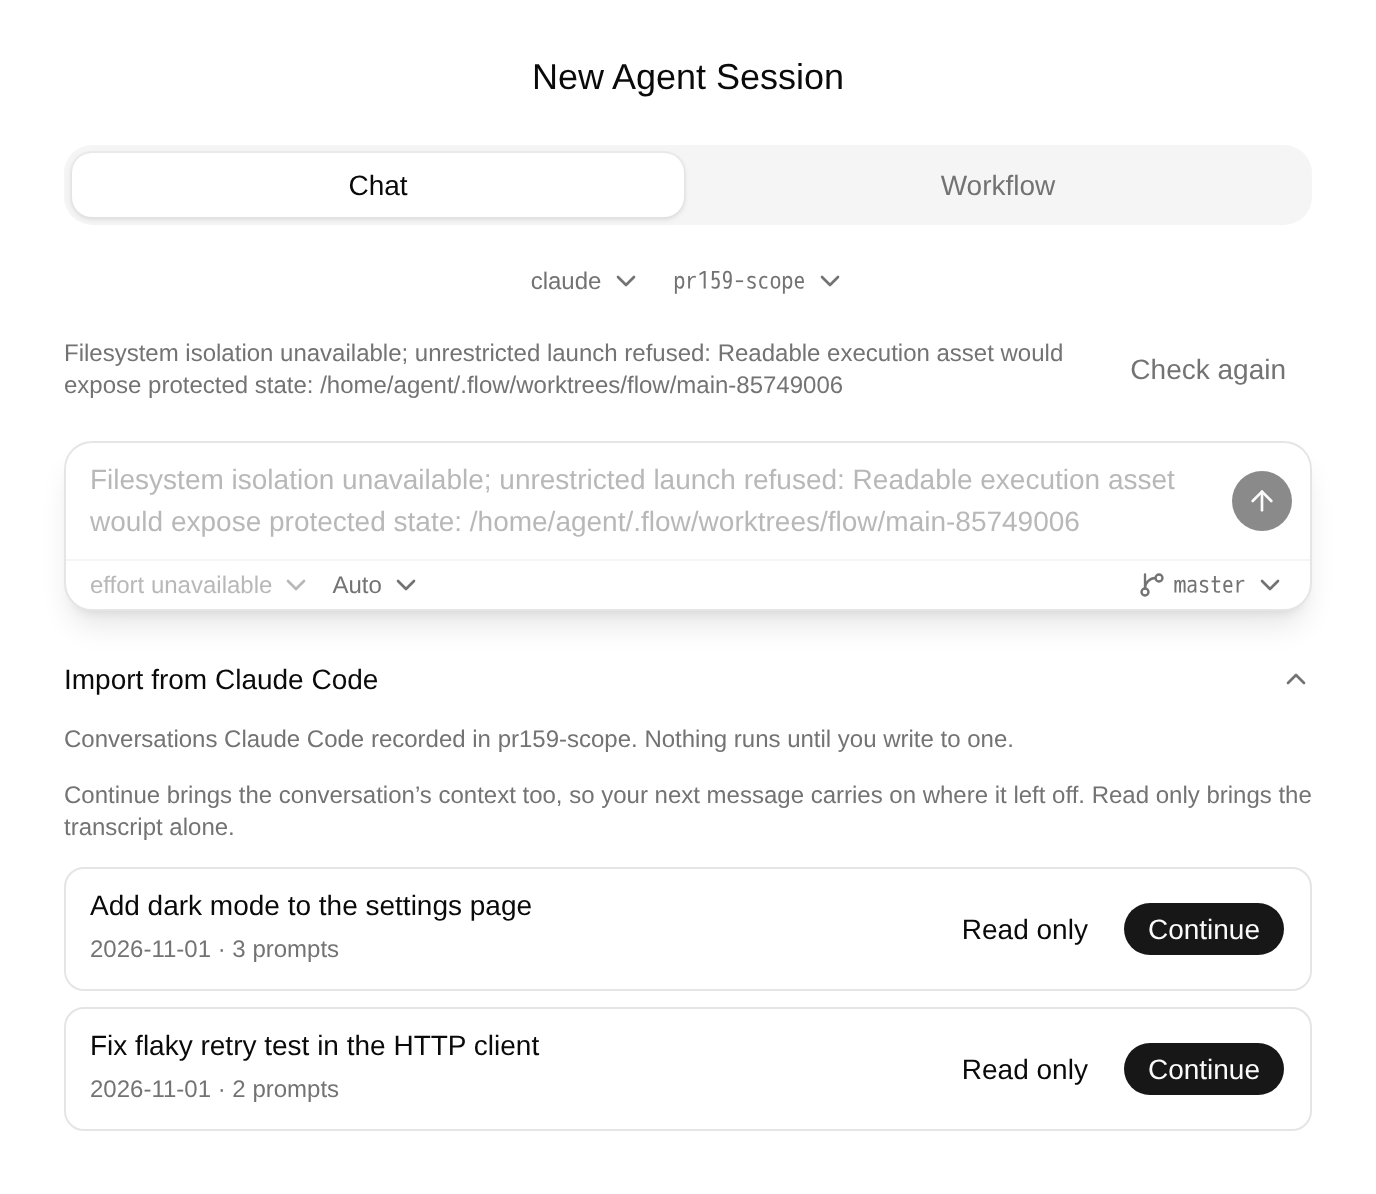 New Agent Session
Chat
Workflow
claude
pr159-scope
Filesystem isolation unavailable; unrestricted launch refused: Readable execution asset would
expose protected state: /home/agent/.flow/worktrees/flow/main-85749006
Check again
Filesystem isolation unavailable; unrestricted launch refused: Readable execution asset
would expose protected state: /home/agent/.flow/worktrees/flow/main-85749006
effort unavailable
Auto
master
Import from Claude Code
Conversations Claude Code recorded in pr159-scope. Nothing runs until you write to one.
Continue brings the conversation’s context too, so your next message carries on where it left off. Read only brings the
transcript alone.
Add dark mode to the settings page
2026-11-01 · 3 prompts
Read only
Continue
Fix flaky retry test in the HTTP client
2026-11-01 · 2 prompts
Read only
Continue